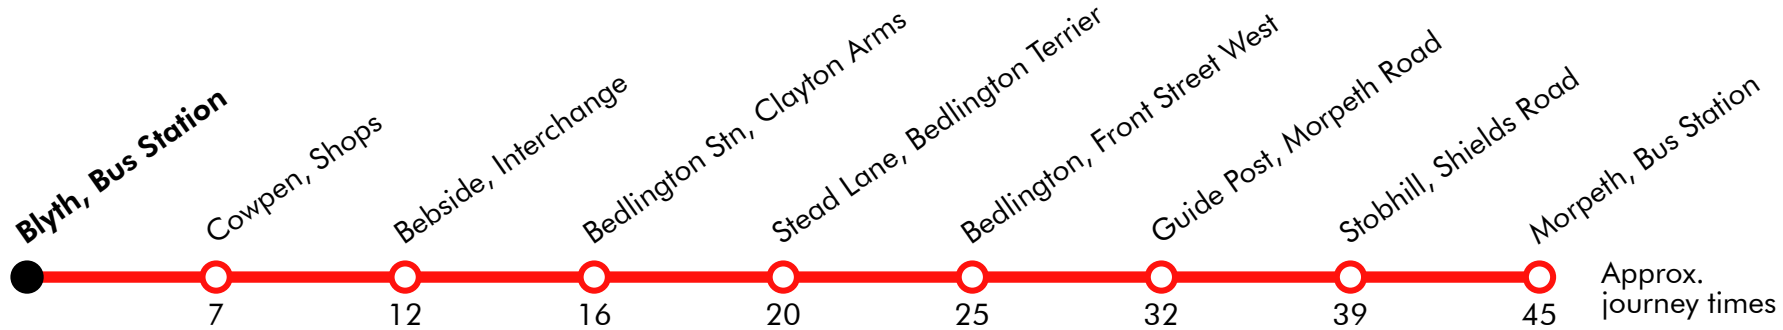 Blyth, Bus Station
Cowpen, Shops
Bebside, Interchange
Bedlington Stn, Clayton Arms
Stead Lane, Bedlington Terrier
Bedlington, Front Street West
Guide Post, Morpeth Road
Stobhill, Shields Road
Morpeth, Bus Station
7 12 16 20 25 32 39 45
Approx.
journey times